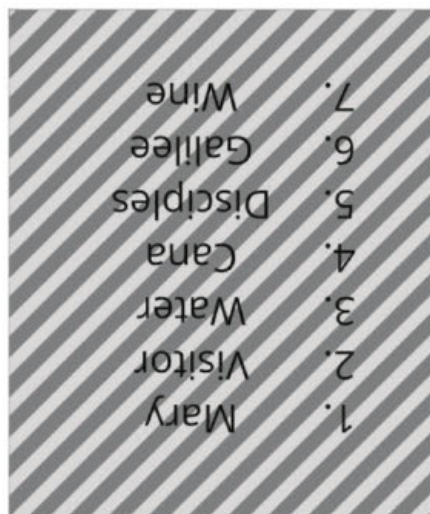 1. Mary
2. Visitor
3. Water
4. Cana
5. Disciples
6. Galilee
7. Wine